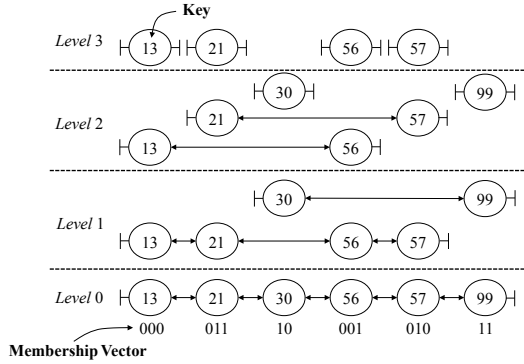 Key
Level 3 13 21 56 57
30 99
Level 2 21 57
13 56
30 99
Level 1 13 21 56 57
Level 0 13 21 30 56 57 99
000 011 10 001 010 11
Membership Vector